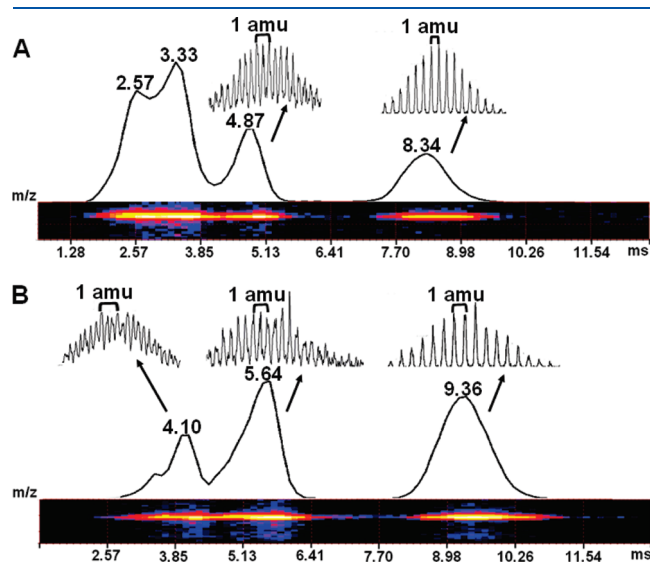 1 amu 1 amu
A
3.33
2.57
4.87
8.34
m/z
1.28 2.57 3.85 5.13 6.41 7.70 8.98 10.26 11.54 ms
B
1 amu 1 amu 1 amu
5.64
9.36
4.10
m/z
2.57 3.85 5.13 6.41 7.70 8.98 10.26 11.54 ms